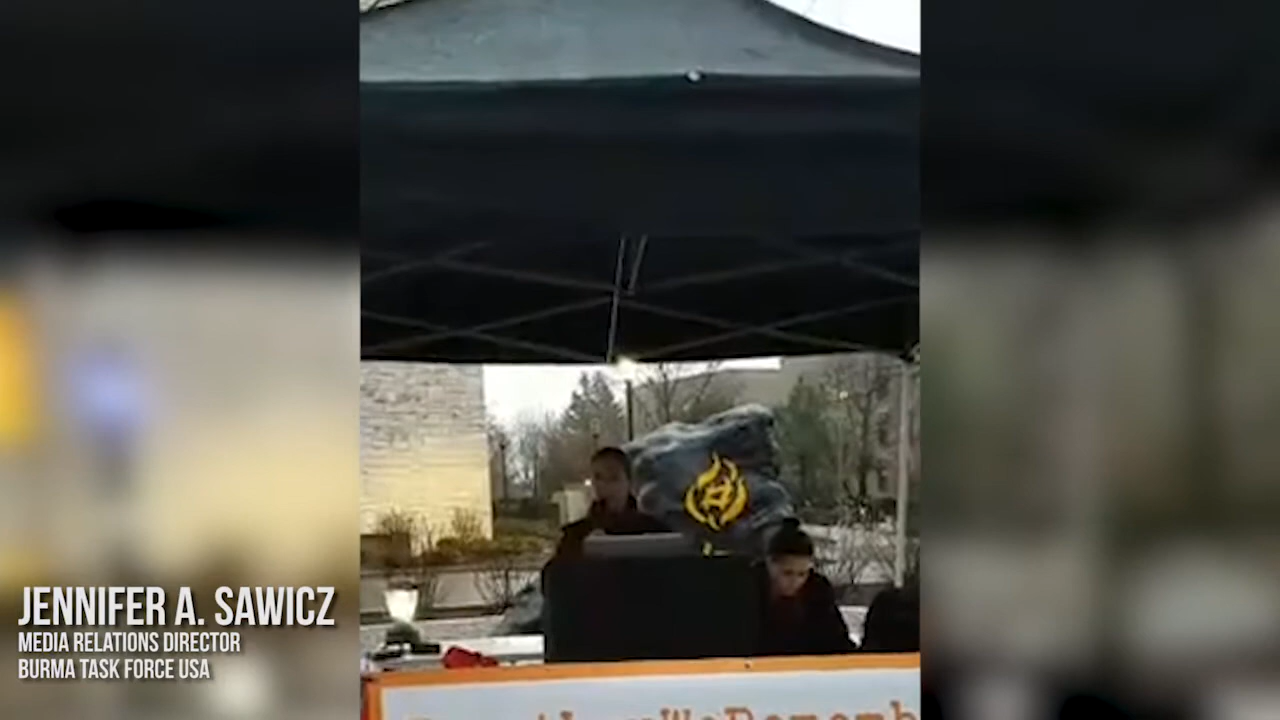 JENNIFER A. SAWICZ
MEDIA RELATIONS DIRECTOR
BURMA TASK FORCE USA